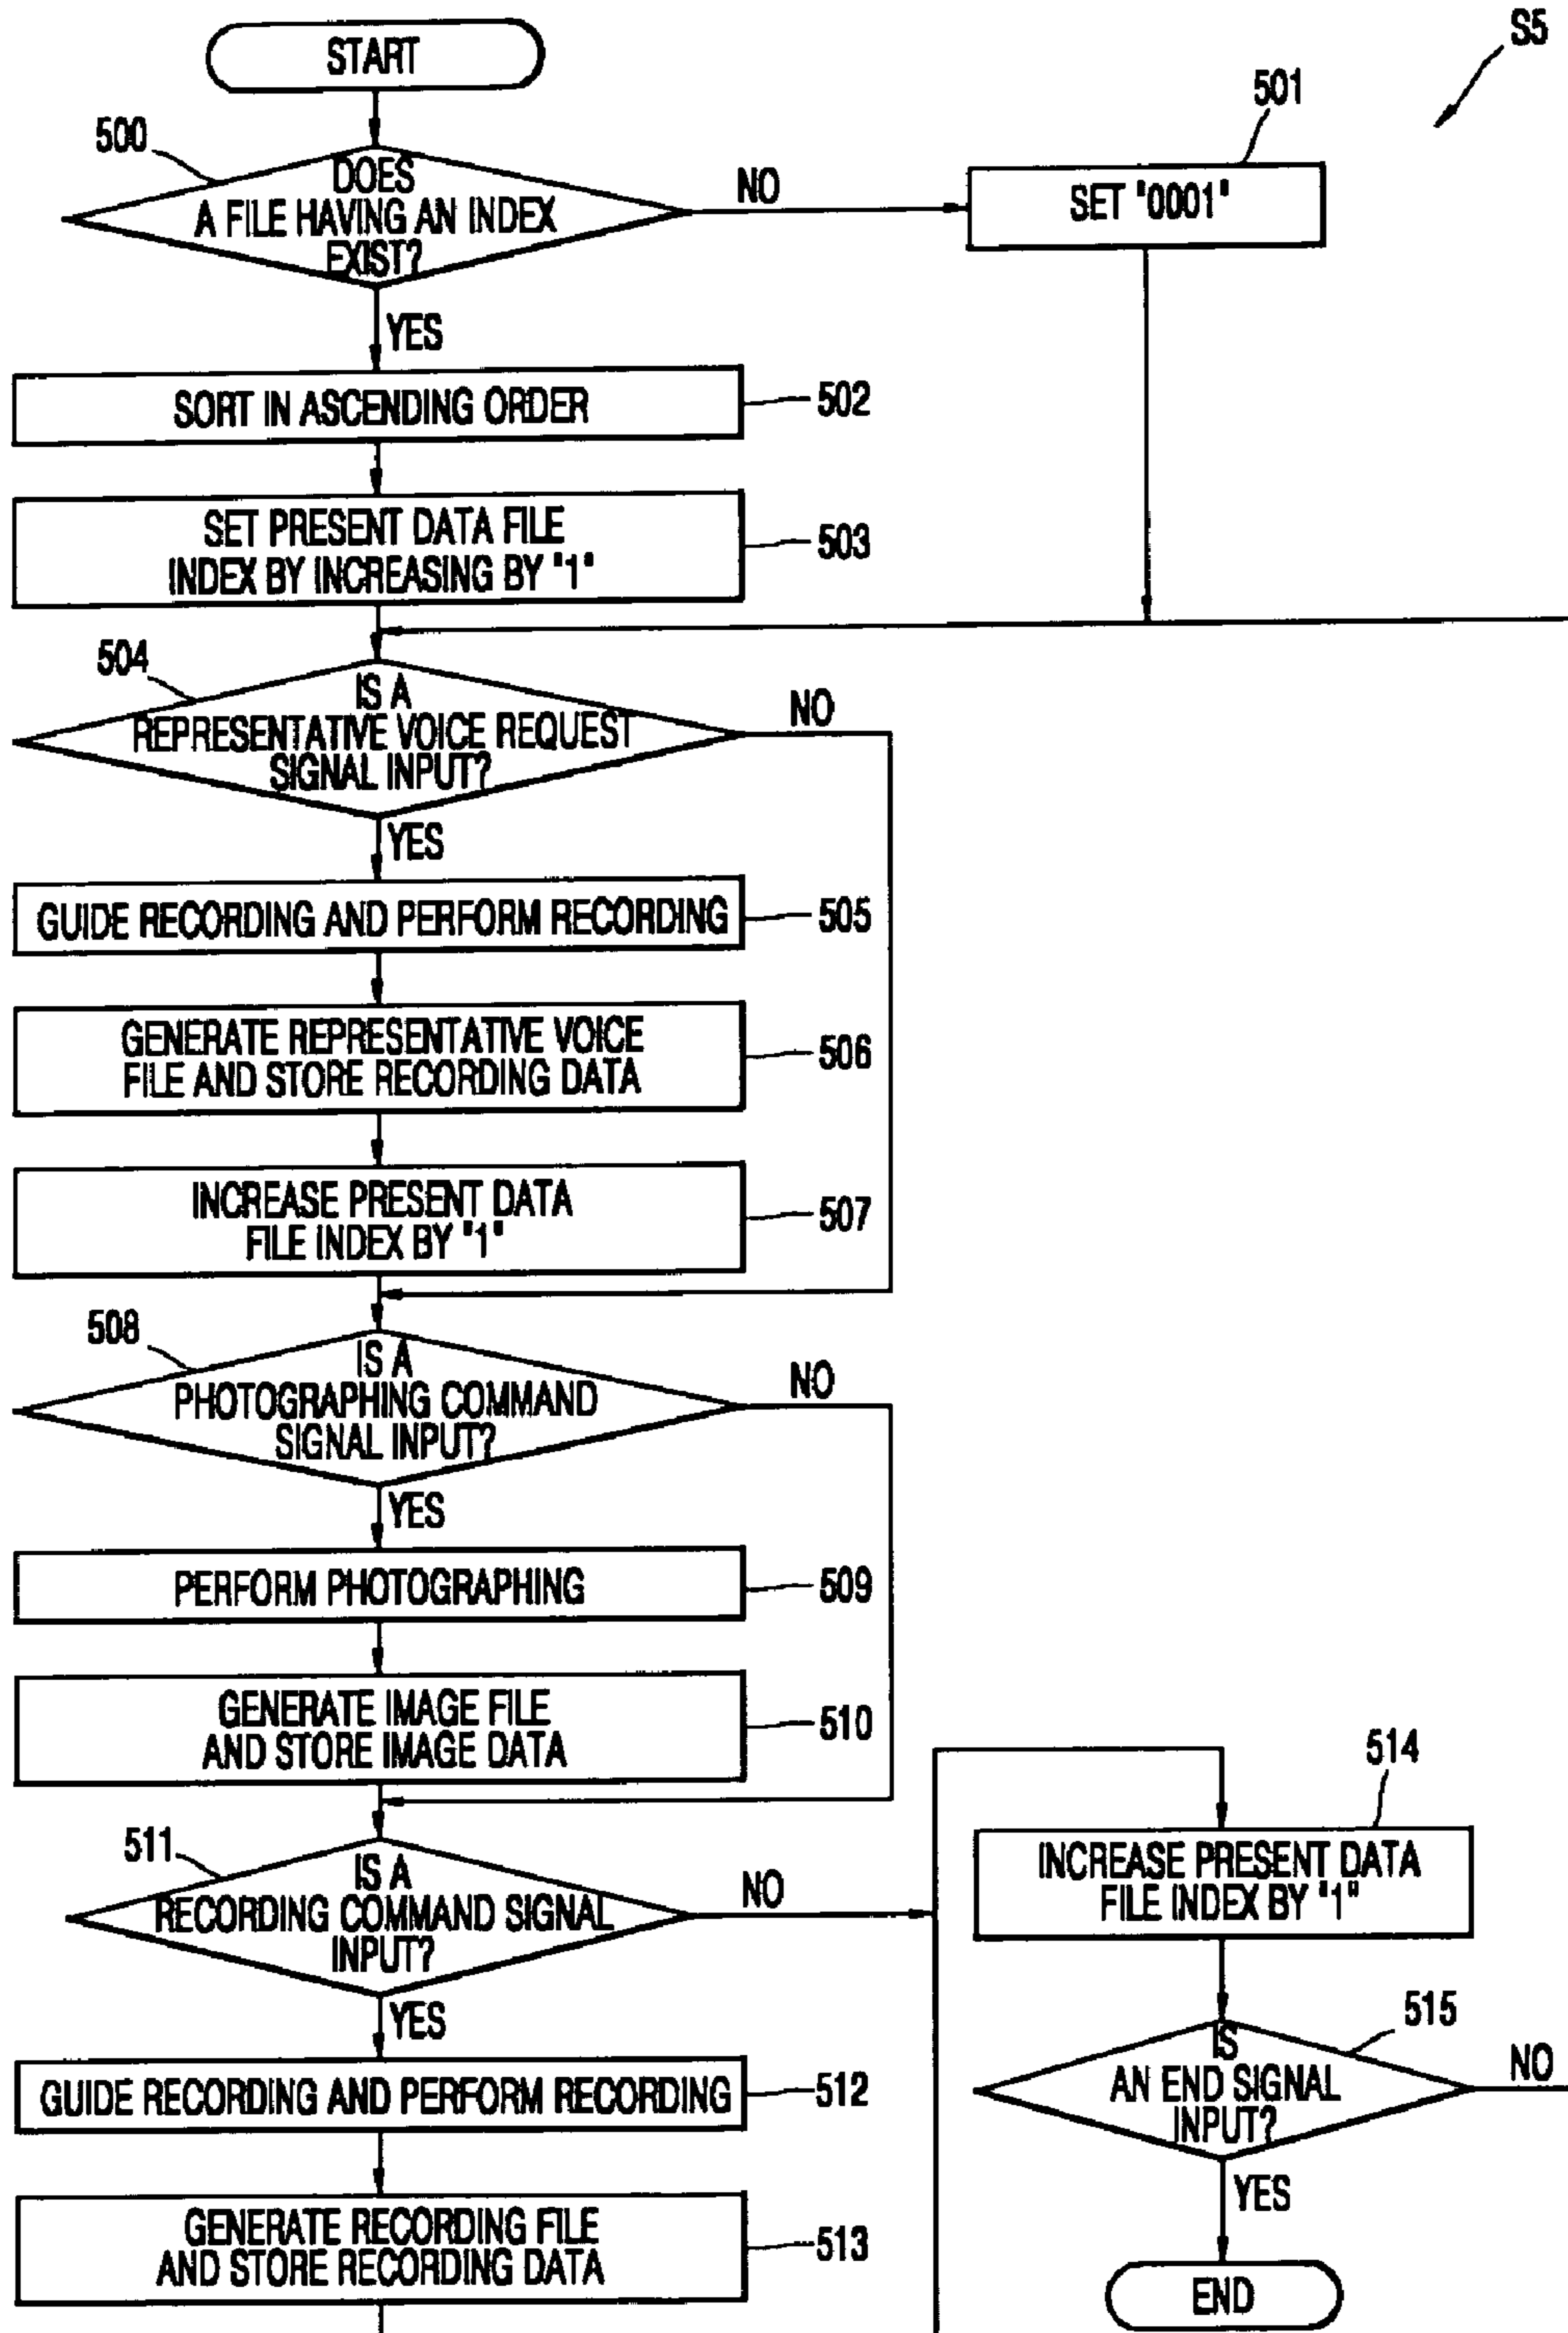 S5
START
500
DOES
A FILE HAVING AN INDEX
EXIST?
NO
501
SET "0001"
YES
SORT IN ASCENDING ORDER
502
SET PRESENT DATA FILE
INDEX BY INCREASING BY "1"
503
504
IS A
REPRESENTATIVE VOICE REQUEST
SIGNAL INPUT?
NO
YES
GUIDE RECORDING AND PERFORM RECORDING
505
GENERATE REPRESENTATIVE VOICE
FILE AND STORE RECORDING DATA
506
INCREASE PRESENT DATA
FILE INDEX BY "1"
507
508
IS A
PHOTOGRAPHING COMMAND
SIGNAL INPUT?
NO
YES
PERFORM PHOTOGRAPHING
509
GENERATE IMAGE FILE
AND STORE IMAGE DATA
510
511
IS A
RECORDING COMMAND SIGNAL
INPUT?
NO
YES
GUIDE RECORDING AND PERFORM RECORDING
512
GENERATE RECORDING FILE
AND STORE RECORDING DATA
513
514
INCREASE PRESENT DATA
FILE INDEX BY "1"
515
IS
AN END SIGNAL
INPUT?
NO
YES
END